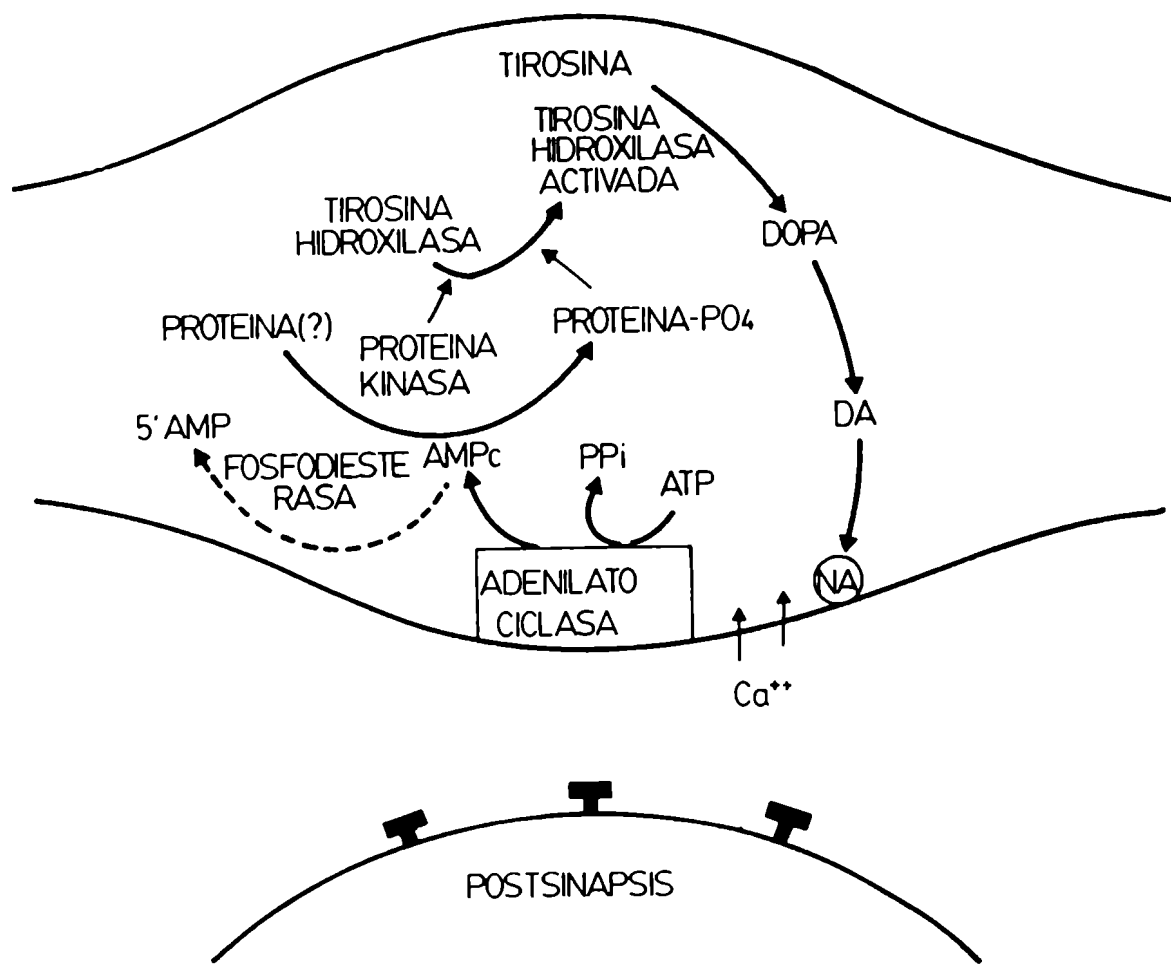 TIROSINA
TIROSINA
HIDROXILASA
ACTIVADA
TIROSINA
HIDROXILASA
DOPA
PROTEINA(?)
PROTEINA
KINASA
PROTEINA-PO4
DA
5' AMP
FOSFODIESTE
RASA
AMPc
PPi
ATP
NA
ADENILATO
CICLASA
Ca++
POSTSINAPSIS